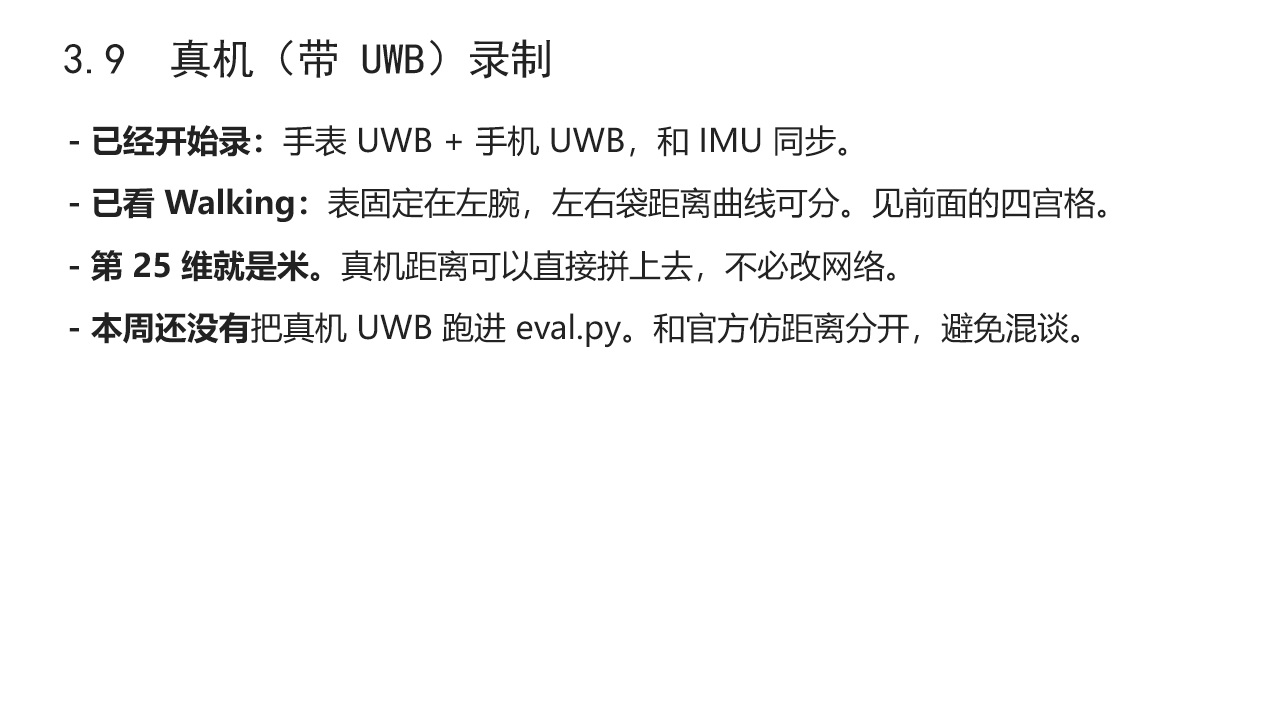 3.9 真机（带 UWB）录制
- 已经开始录：手表 UWB + 手机 UWB，和 IMU 同步。
- 已看 Walking：表固定在左腕，左右袋距离曲线可分。见前面的四宫格。
- 第 25 维就是米。真机距离可以直接拼上去，不必改网络。
- 本周还没有把真机 UWB 跑进 eval.py。和官方仿距离分开，避免混谈。